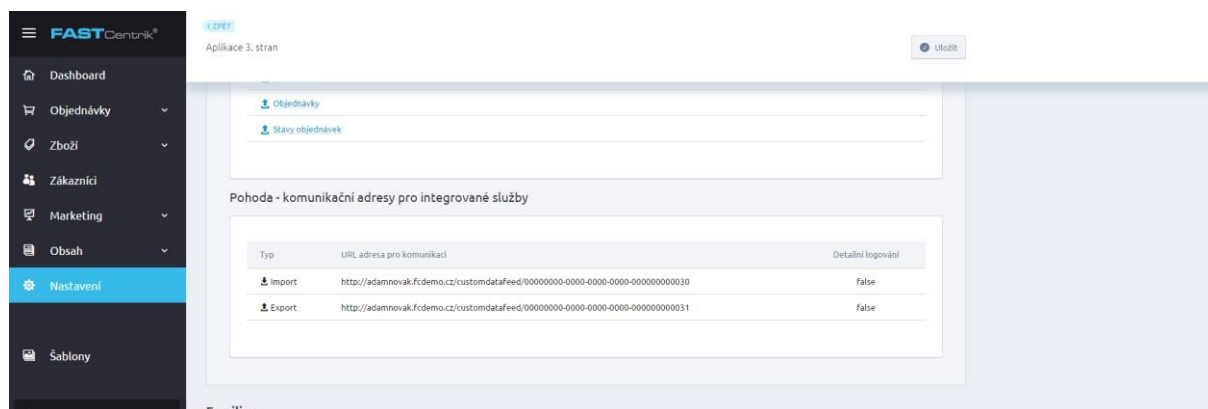 FASTCentrik®
Dashboard
Objednávky
Zboží
Zákazníci
Marketing
Obsah
Nastavení
Šablony
ZPĚT
Aplikace 3. stran
Uložit
Objednávky
Stavy objednávek
Pohoda - komunikační adresy pro integrované služby
Typ URL adresa pro komunikaci Detailní logování
Import http://adamnovak.fcdemo.cz/customdatafeed/00000000-0000-0000-0000-000000000030 false
Export http://adamnovak.fcdemo.cz/customdatafeed/00000000-0000-0000-0000-000000000031 false